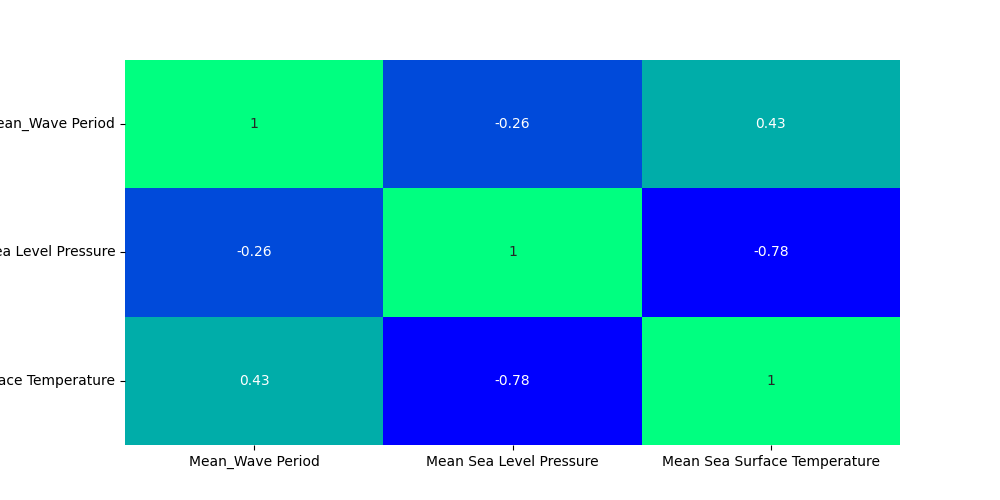 ean_Wave Period 1 -0.26 0.43
ea Level Pressure -0.26 1 -0.78
ace Temperature 0.43 -0.78 1
Mean_Wave Period Mean Sea Level Pressure Mean Sea Surface Temperature